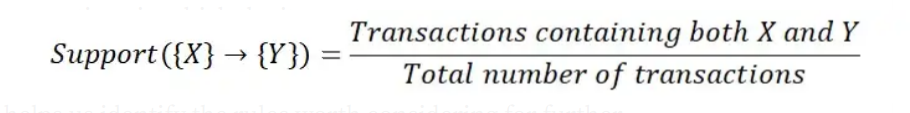 Support({X} → {Y}) = Transactions containing both X and Y / Total number of transactions